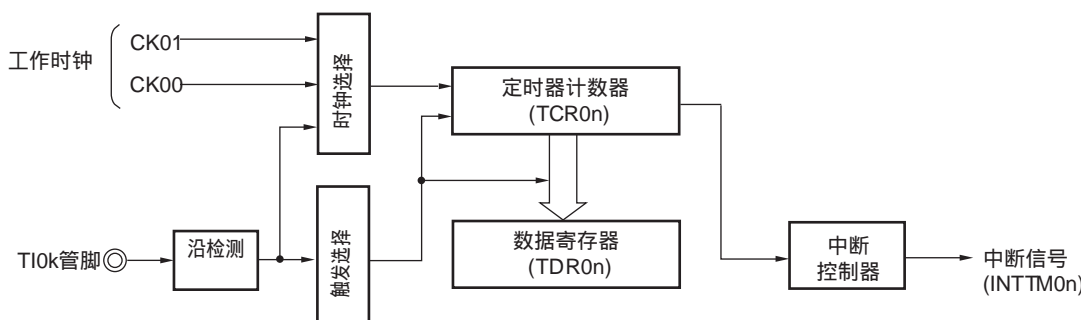 工作时钟
CK01
CK00
时钟选择
定时器计数器
(TCR0n)
TI0k管脚
沿检测
触发选择
数据寄存器
(TDR0n)
中断
控制器
中断信号
(INTTM0n)